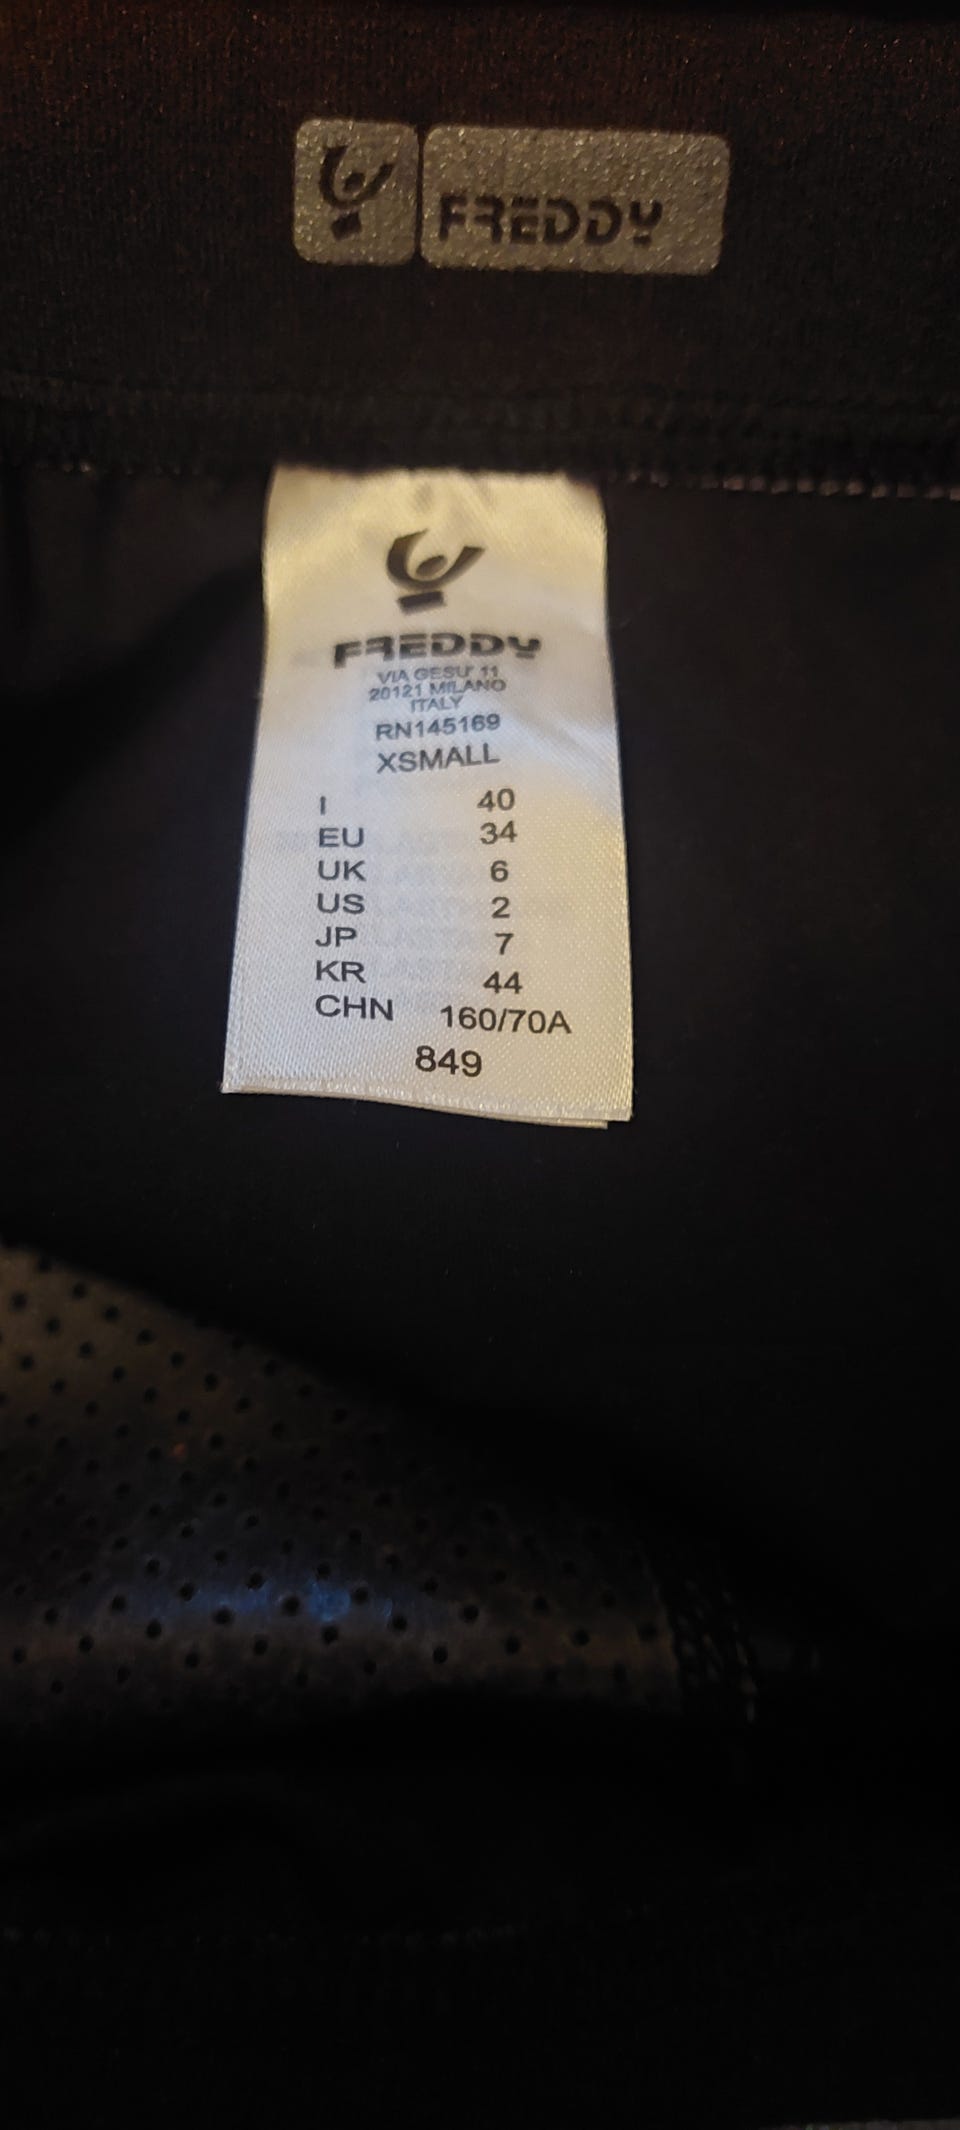 FREDDY
FREDDY
VIA GESU' 11
20121 MILANO
ITALY
RN145169
XSMALL
I 40
EU 34
UK 6
US 2
JP 7
KR 44
CHN 160/70A
849